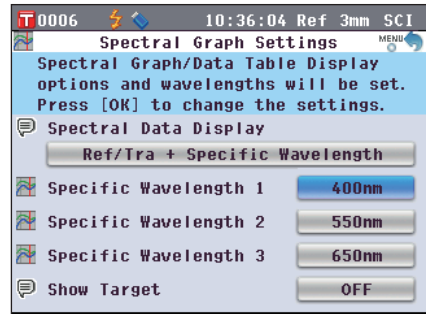 T0006 10:36:04 Ref 3mm SCI
Spectral Graph Settings MENU
Spectral Graph/Data Table Display
options and wavelengths will be set.
Press [OK] to change the settings.
Spectral Data Display
Ref/Tra + Specific Wavelength
Specific Wavelength 1 400nm
Specific Wavelength 2 550nm
Specific Wavelength 3 650nm
Show Target OFF